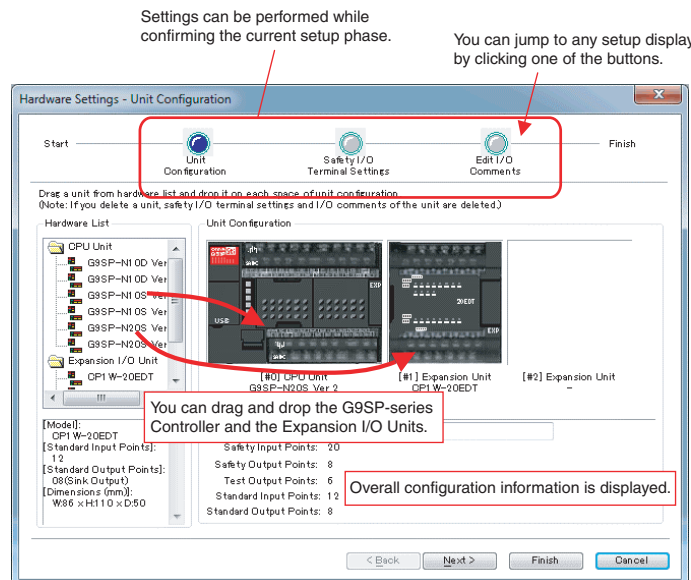 Settings can be performed while
confirming the current setup phase.
You can jump to any setup display
by clicking one of the buttons.
Hardware Settings - Unit Configuration
Start
Unit
Configuration
Safety I/O
Terminal Settings
Edit I/O
Comments
Finish
Drag a unit from hardware list and drop it on each space of unit configuration
(Note: If you delete a unit, safety I/O terminal settings and I/O comments of the unit are deleted.)
Hardware List
Unit Configuration
CPU Unit
G9SP-N10D Ver
G9SP-N10D Ver
G9SP-N10S Ver
G9SP-N10S Ver
G9SP-N20S Ver
G9SP-N20S Ver
Expansion I/O Unit
CP1W-20EDT
USB
EXP
20EDT
EXP
[#0] CPU Unit
G9SP-N20S Ver 2
[#1] Expansion Unit
CP1W-20EDT
[#2] Expansion Unit
-
You can drag and drop the G9SP-series
Controller and the Expansion I/O Units.
[Model]:
CP1W-20EDT
[Standard Input Points]:
12
[Standard Output Points]:
08(Sink Output)
[Dimensions (mm)]:
W:86 x H:110 x D:50
Safety Input Points: 20
Safety Output Points: 8
Test Output Points: 6
Standard Input Points: 12
Standard Output Points: 8
Overall configuration information is displayed.
< Back
Next >
Finish
Cancel